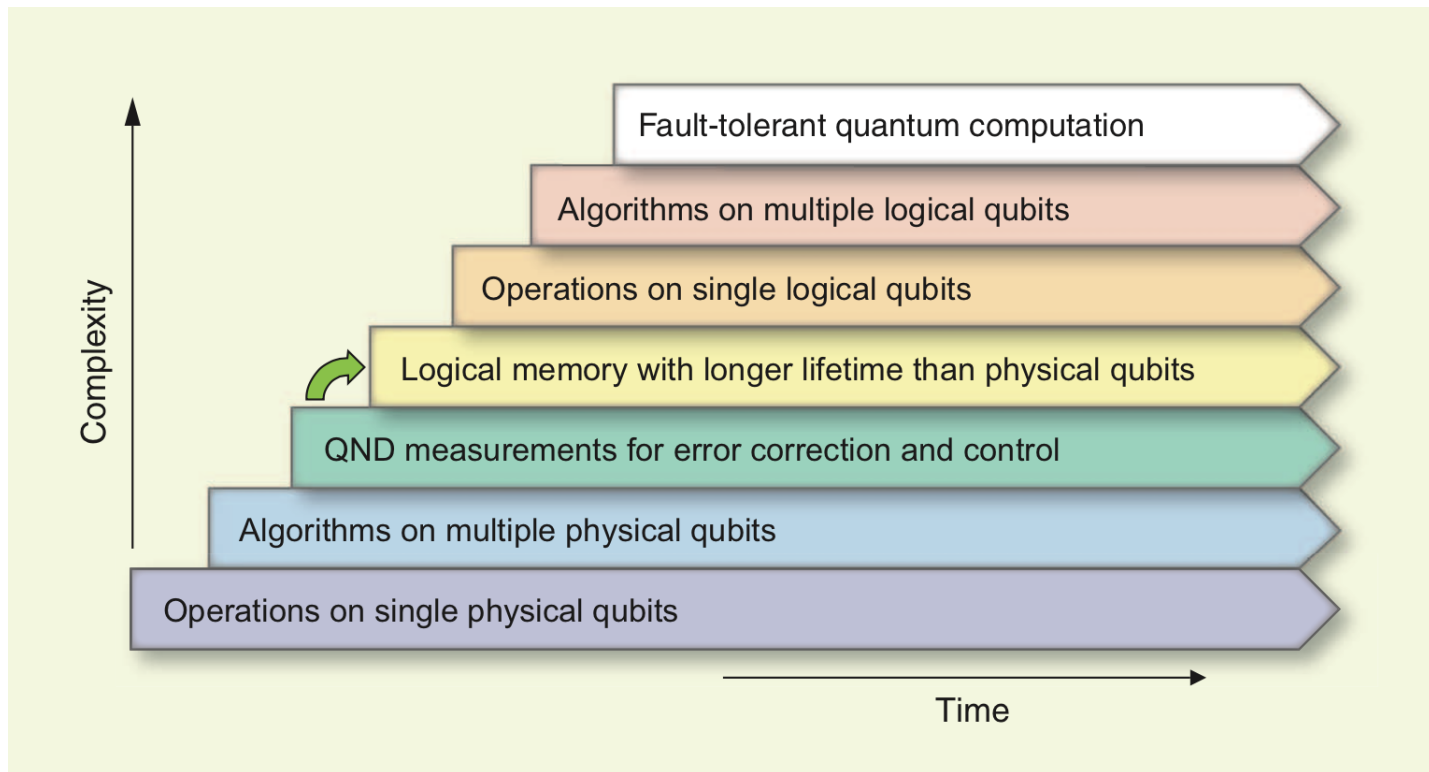 Fault-tolerant quantum computation
Algorithms on multiple logical qubits
Operations on single logical qubits
Logical memory with longer lifetime than physical qubits
QND measurements for error correction and control
Algorithms on multiple physical qubits
Operations on single physical qubits
Complexity
Time